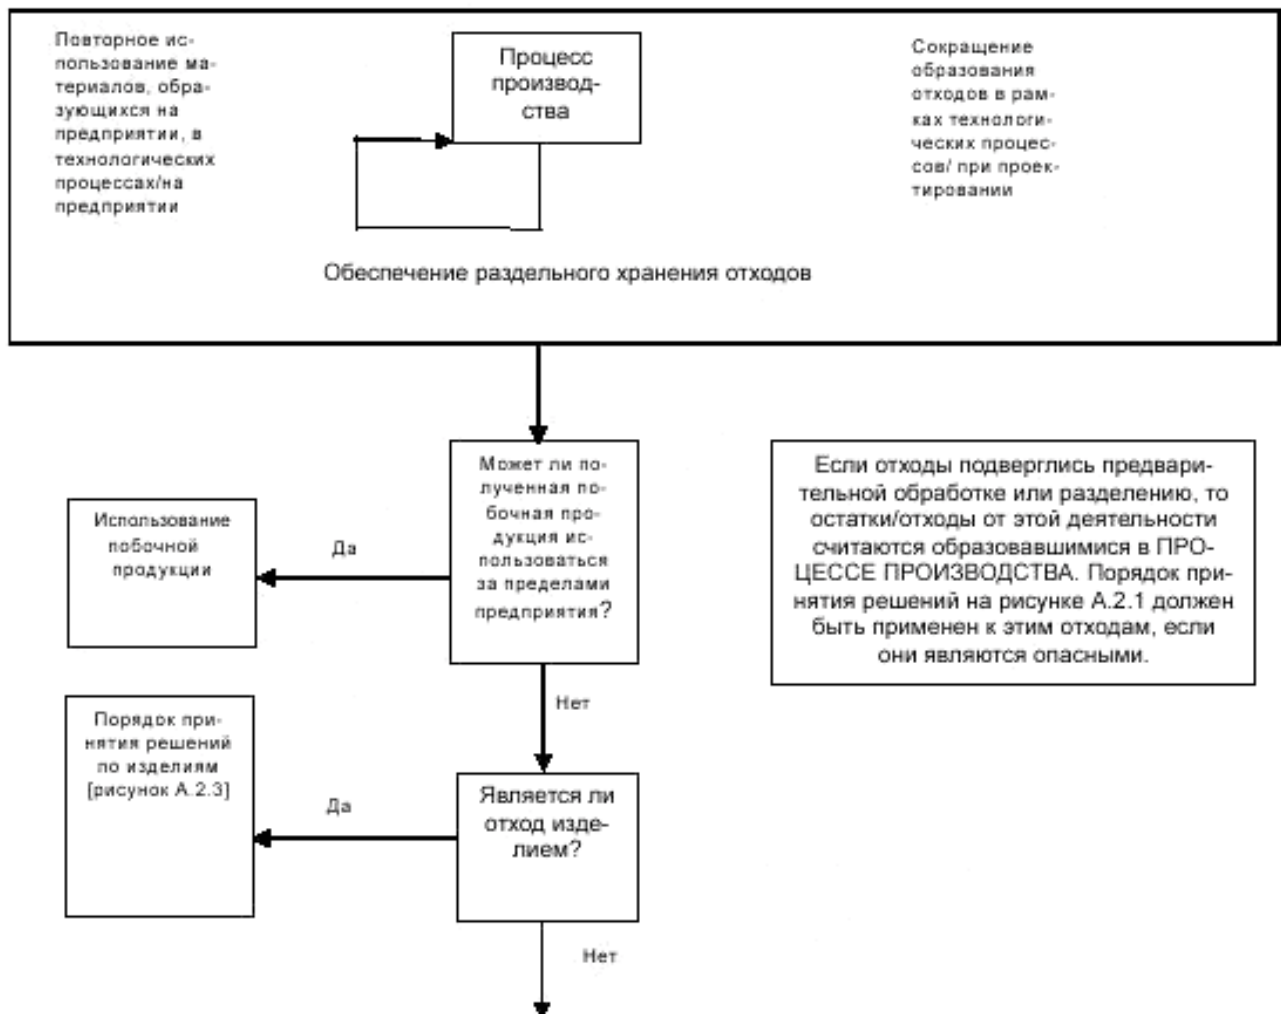 Повторное ис-
пользование ма-
териалов, обра-
зующихся на
предприятии, в
технологических
процессах/на
предприятии
Процесс
производ-
ства
Сокращение
образования
отходов в рам-
ках технологи-
ческих процес-
сов/ при проек-
тировании
Обеспечение раздельного хранения отходов
Может ли по-
лученная по-
бочная про-
дукция ис-
пользоваться
за пределами
предприятия?
Использование
побочной
продукции
Да
Если отходы подверглись предвари-
тельной обработке или разделению, то
остатки/отходы от этой деятельности
считаются образовавшимися в ПРО-
ЦЕССЕ ПРОИЗВОДСТВА. Порядок при-
нятия решений на рисунке А.2.1 должен
быть применен к этим отходам, если
они являются опасными.
Нет
Порядок при-
нятия решений
по изделиям
[рисунок А.2.3]
Да
Является ли
отход изде-
лием?
Нет